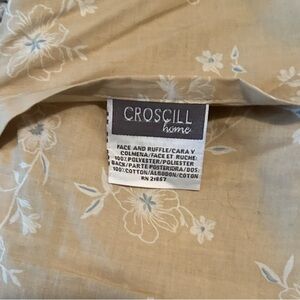 CROSCILL
home
FACE AND RUFFLE/CARA Y
COLMENA/FACE ET RUCHE:
100% POLYESTER/POLIESTER
BACK/PARTE POSTERIORA/DOS:
100% COTTON/ALGODON/COTON
RN 21857